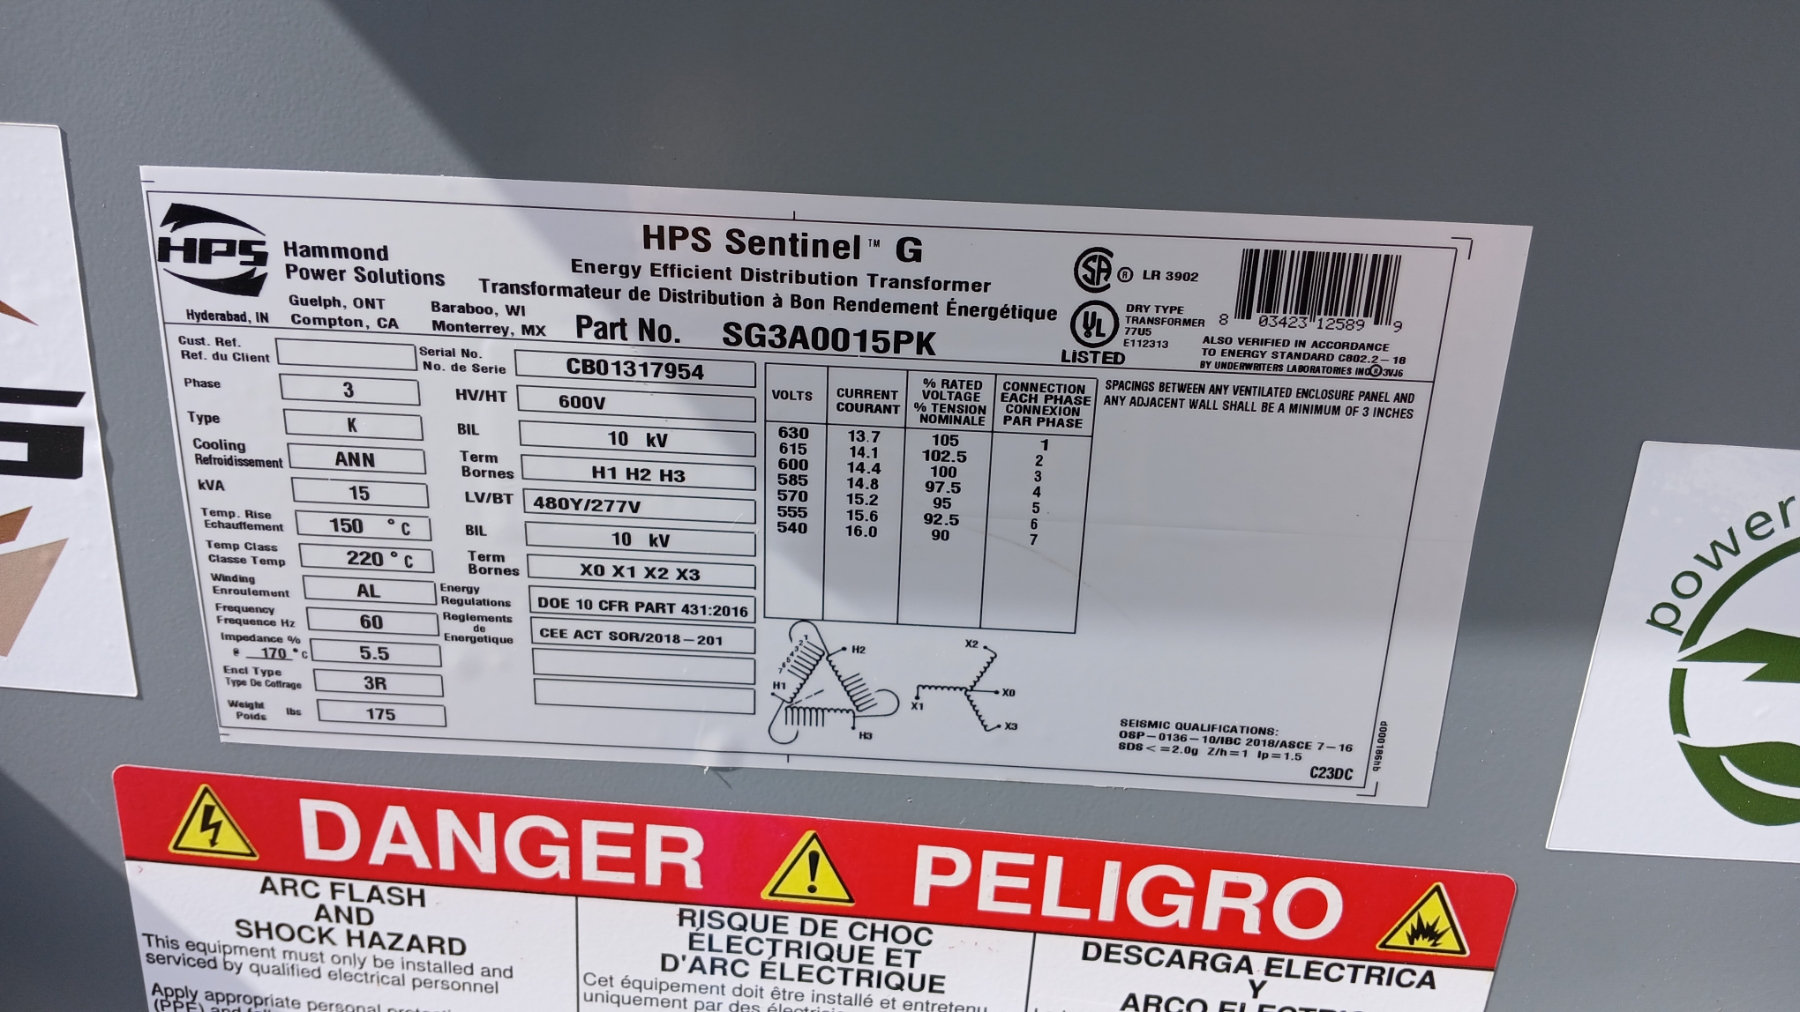 HPS
Hammond
Power Solutions
Guelph, ONT
Baraboo, WI
Hyderabad, IN
Compton, CA
Monterrey, MX
HPS Sentinel™ G
Energy Efficient Distribution Transformer
Transformateur de Distribution à Bon Rendement Énergétique
Part No. SG3A0015PK
SA ® LR 3902
UL
LISTED
DRY TYPE
TRANSFORMER
77U5
E112313
8 03423 12589 9
ALSO VERIFIED IN ACCORDANCE
TO ENERGY STANDARD C802.2-18
BY UNDERWRITERS LABORATORIES INC
Cust. Ref.
Ref. du Client
Phase 3
Type K
Cooling
Refroidissement ANN
kVA 15
Temp. Rise
Echauffement 150 °C
Temp Class
Classe Temp 220 °C
Winding
Enroulement AL
Frequency
Frequence Hz 60
Impedance %
@ 170 °C 5.5
Encl Type
Type De Coffrage 3R
Weight
Poids lbs 175
Serial No.
No. de Serie CB01317954
HV/HT 600V
BIL 10 kV
Term
Bornes H1 H2 H3
LV/BT 480Y/277V
BIL 10 kV
Term
Bornes X0 X1 X2 X3
Energy
Regulations DOE 10 CFR PART 431:2016
Reglements
de
Energetique CEE ACT SOR/2018-201
VOLTS
CURRENT
COURANT
% RATED
VOLTAGE
% TENSION
NOMINALE
CONNECTION
EACH PHASE
CONNEXION
PAR PHASE
630 13.7 105 1
615 14.1 102.5 2
600 14.4 100 3
585 14.8 97.5 4
570 15.2 95 5
555 15.6 92.5 6
540 16.0 90 7
H1
H2
H3
X2
X1
X0
X3
SPACINGS BETWEEN ANY VENTILATED ENCLOSURE PANEL AND
ANY ADJACENT WALL SHALL BE A MINIMUM OF 3 INCHES
SEISMIC QUALIFICATIONS:
OSP-0136-10/IBC 2018/ASCE 7-16
SDS<=2.0g Z/h=1 Ip=1.5
C23DC
power
DANGER
PELIGRO
ARC FLASH
AND
SHOCK HAZARD
This equipment must only be installed and
serviced by qualified electrical personnel
Apply appropriate personal
(PPE) and
RISQUE DE CHOC
ÉLECTRIQUE ET
D'ARC ÉLECTRIQUE
Cet équipement doit être installé et entretenu
uniquement par des
DESCARGA ELECTRICA
Y
ARCO